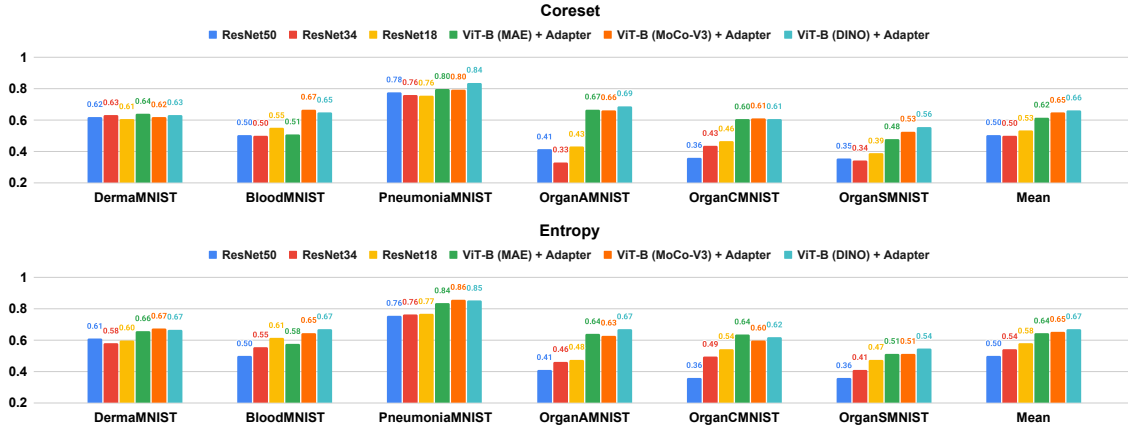 Coreset
ResNet50 ResNet34 ResNet18 ViT-B (MAE) + Adapter ViT-B (MoCo-V3) + Adapter ViT-B (DINO) + Adapter
1
0.8
0.6
0.4
0.2
0.62 0.63 0.61 0.64 0.62 0.63
0.50 0.50 0.55 0.51 0.67 0.65
0.78 0.76 0.76 0.80 0.80 0.84
0.41 0.33 0.43 0.67 0.66 0.69
0.36 0.43 0.46 0.60 0.61 0.61
0.35 0.34 0.39 0.48 0.53 0.56
0.50 0.50 0.53 0.62 0.65 0.66
DermaMNIST BloodMNIST PneumoniaMNIST OrganAMNIST OrganCMNIST OrganSMNIST Mean
Entropy
ResNet50 ResNet34 ResNet18 ViT-B (MAE) + Adapter ViT-B (MoCo-V3) + Adapter ViT-B (DINO) + Adapter
1
0.8
0.6
0.4
0.2
0.61 0.58 0.60 0.66 0.67 0.67
0.50 0.55 0.61 0.58 0.65 0.67
0.76 0.76 0.77 0.84 0.86 0.85
0.41 0.46 0.48 0.64 0.63 0.67
0.36 0.49 0.54 0.64 0.60 0.62
0.36 0.41 0.47 0.51 0.51 0.54
0.50 0.54 0.58 0.64 0.65 0.67
DermaMNIST BloodMNIST PneumoniaMNIST OrganAMNIST OrganCMNIST OrganSMNIST Mean